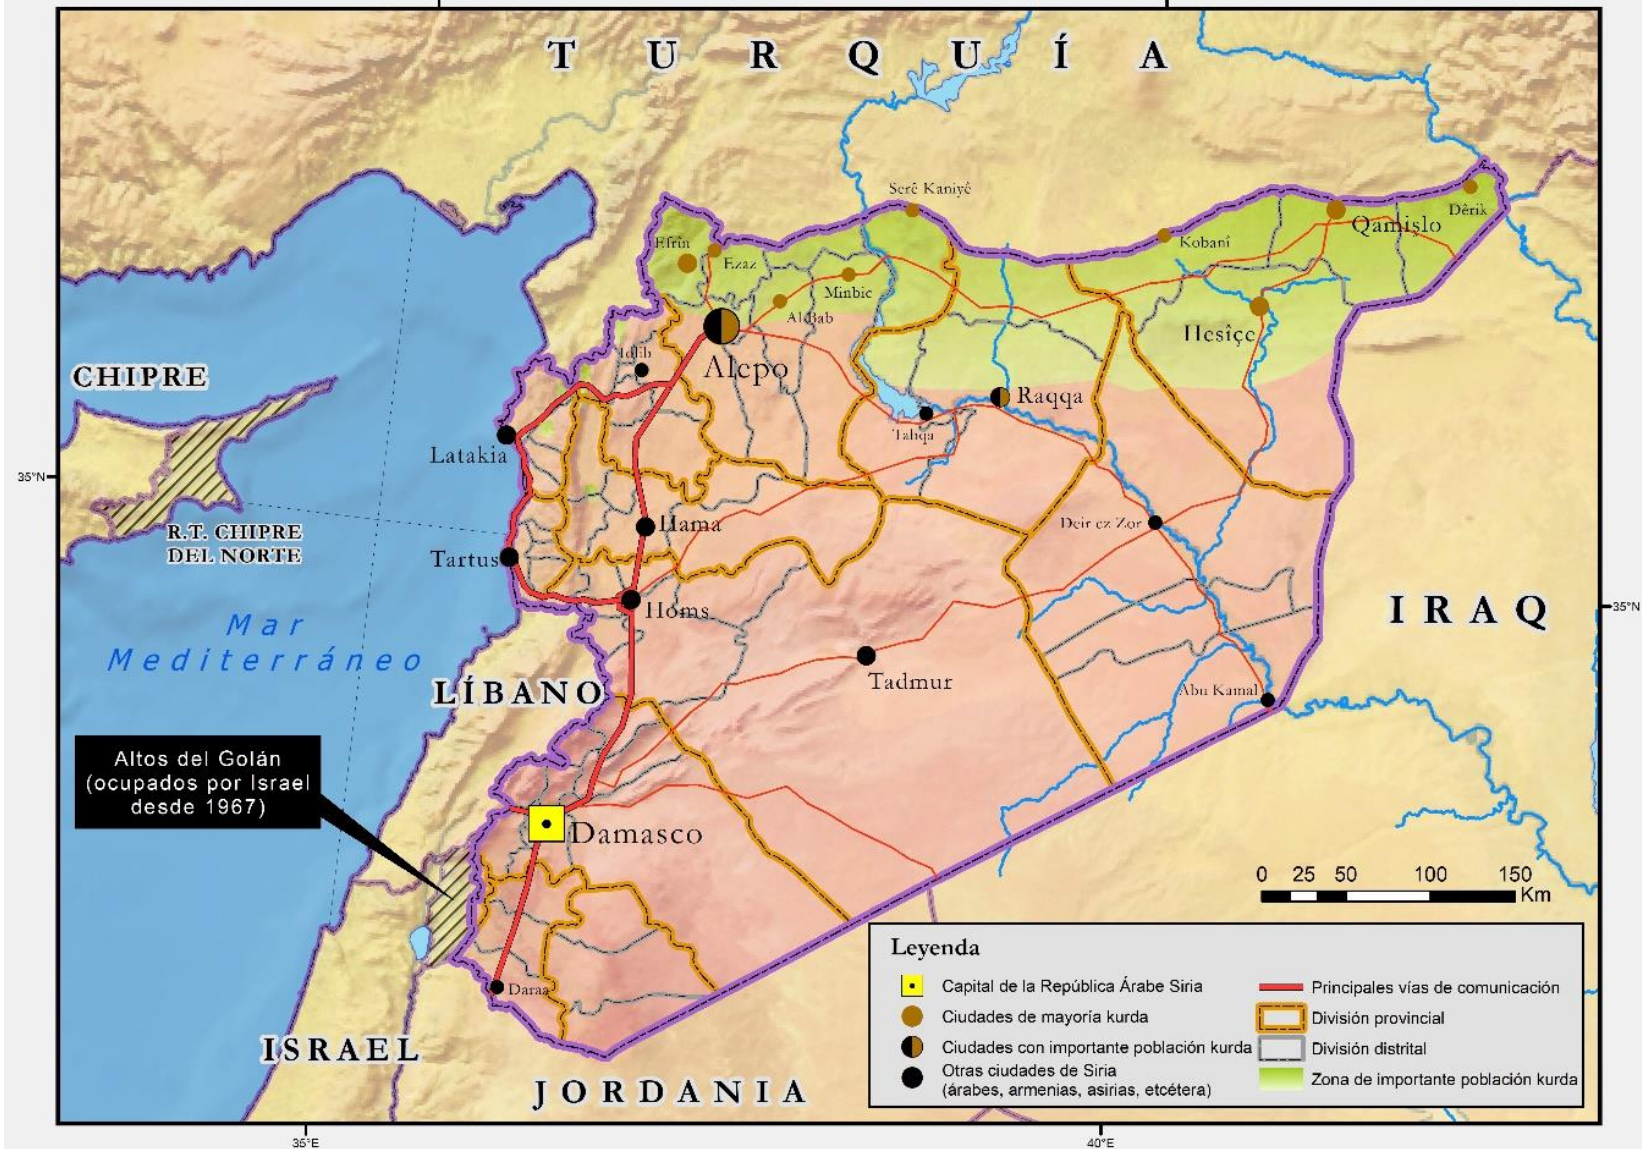 TURQUÍA
Serê Kaniyê
Dêrik
Qamişlo
Kobanî
Efrîn
Ezaz
Minbic
Al Bab
Hesîçe
Idlib
Alepo
CHIPRE
Raqqa
Tabqa
Latakia
35°N
R.T. CHIPRE
DEL NORTE
Hama
Deir ez Zor
Tartus
Homs
IRAQ
35°N
Mar
Mediterráneo
Tadmur
LÍBANO
Abu Kamal
Altos del Golán
(ocupados por Israel
desde 1967)
Damasco
0 25 50 100 150
Km
Daraa
ISRAEL
JORDANIA
Leyenda
Capital de la República Árabe Siria
Ciudades de mayoría kurda
Ciudades con importante población kurda
Otras ciudades de Siria
(árabes, armenias, asirias, etcétera)
Principales vías de comunicación
División provincial
División distrital
Zona de importante población kurda
35°E
40°E